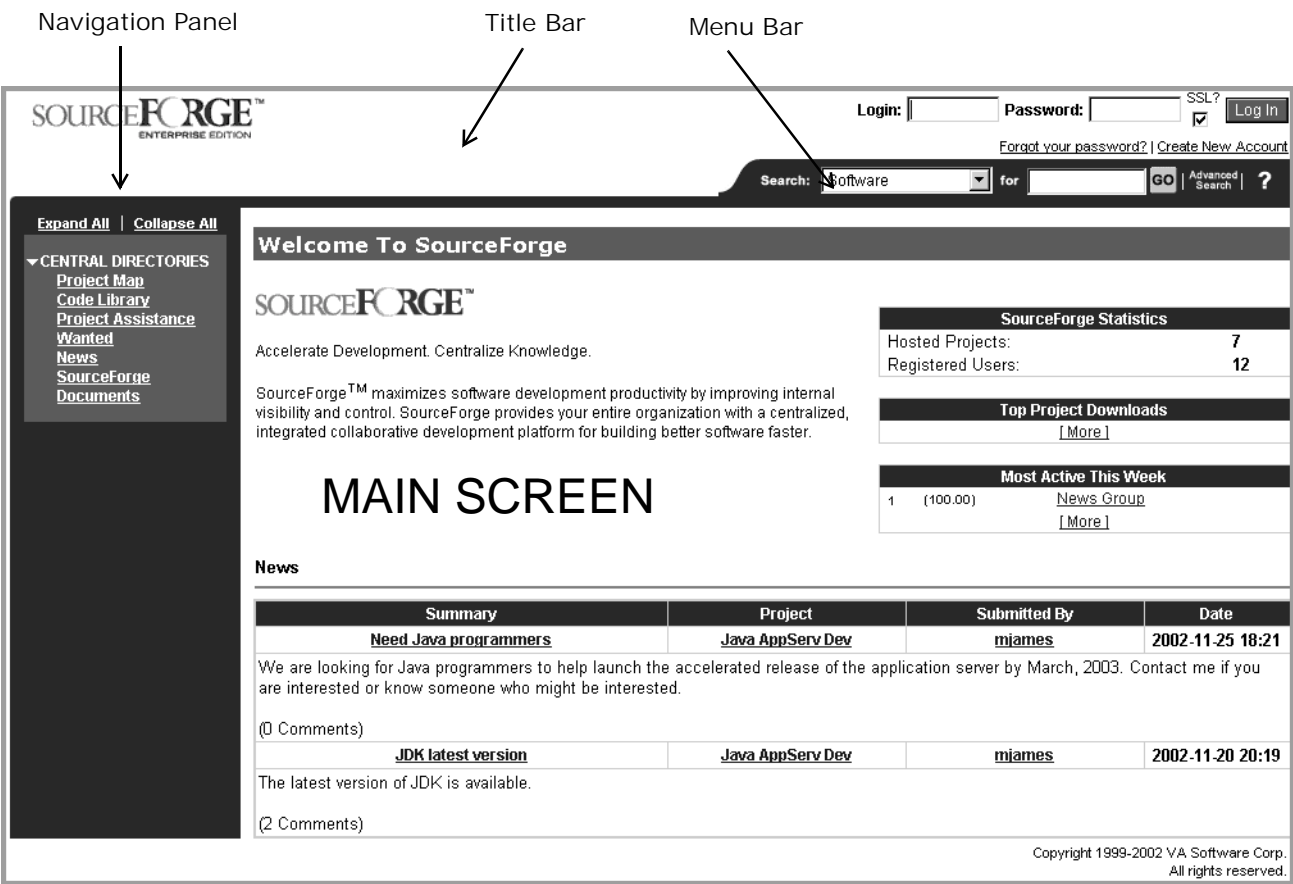 Navigation Panel
Title Bar
Menu Bar
SOURCEFORGE™
ENTERPRISE EDITION
Login:
Password:
SSL?
Log In
Forgot your password? | Create New Account
Search: Software for GO | Advanced Search | ?
Expand All | Collapse All
CENTRAL DIRECTORIES
Project Map
Code Library
Project Assistance
Wanted
News
SourceForge
Documents
Welcome To SourceForge
SOURCEFORGE™
Accelerate Development. Centralize Knowledge.
SourceForge™ maximizes software development productivity by improving internal
visibility and control. SourceForge provides your entire organization with a centralized,
integrated collaborative development platform for building better software faster.
MAIN SCREEN
SourceForge Statistics
Hosted Projects: 7
Registered Users: 12
Top Project Downloads
[ More ]
Most Active This Week
1 (100.00) News Group
[ More ]
News
Summary Project Submitted By Date
Need Java programmers Java AppServ Dev mjames 2002-11-25 18:21
We are looking for Java programmers to help launch the accelerated release of the application server by March, 2003. Contact me if you
are interested or know someone who might be interested.
(0 Comments)
JDK latest version Java AppServ Dev mjames 2002-11-20 20:19
The latest version of JDK is available.
(2 Comments)
Copyright 1999-2002 VA Software Corp.
All rights reserved.